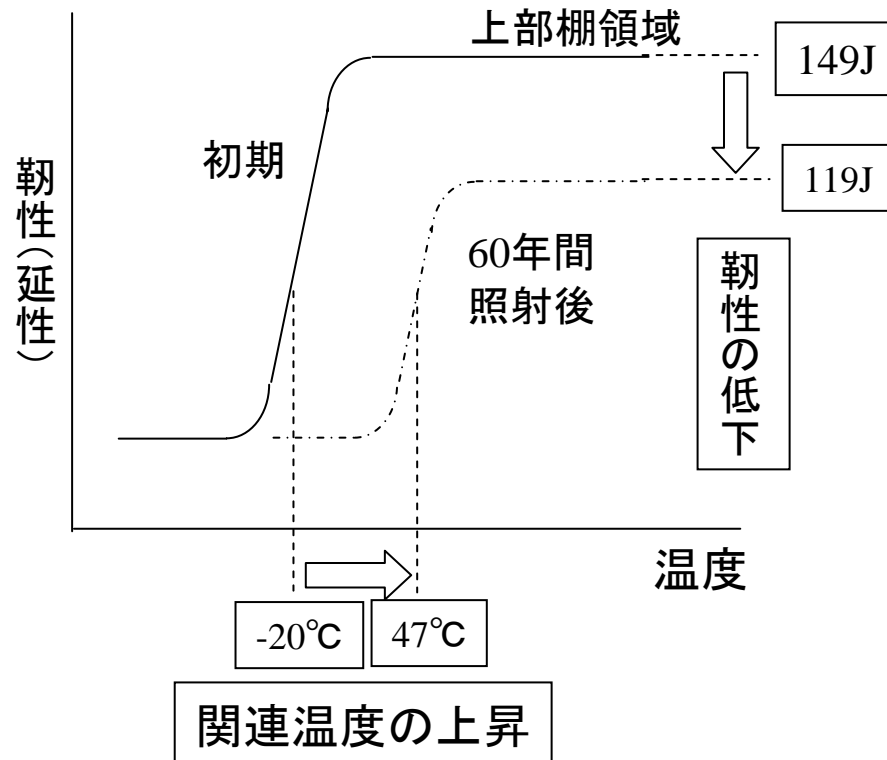 上部棚領域
149J
初期
119J
靭性(延性)
60年間
照射後
靭性の低下
温度
-20℃
47℃
関連温度の上昇